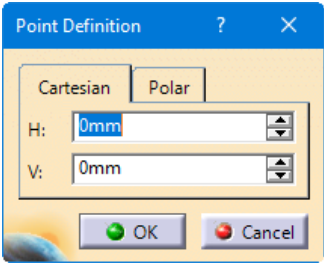 Point Definition ? ×
Cartesian Polar
H: 0mm
V: 0mm
OK Cancel